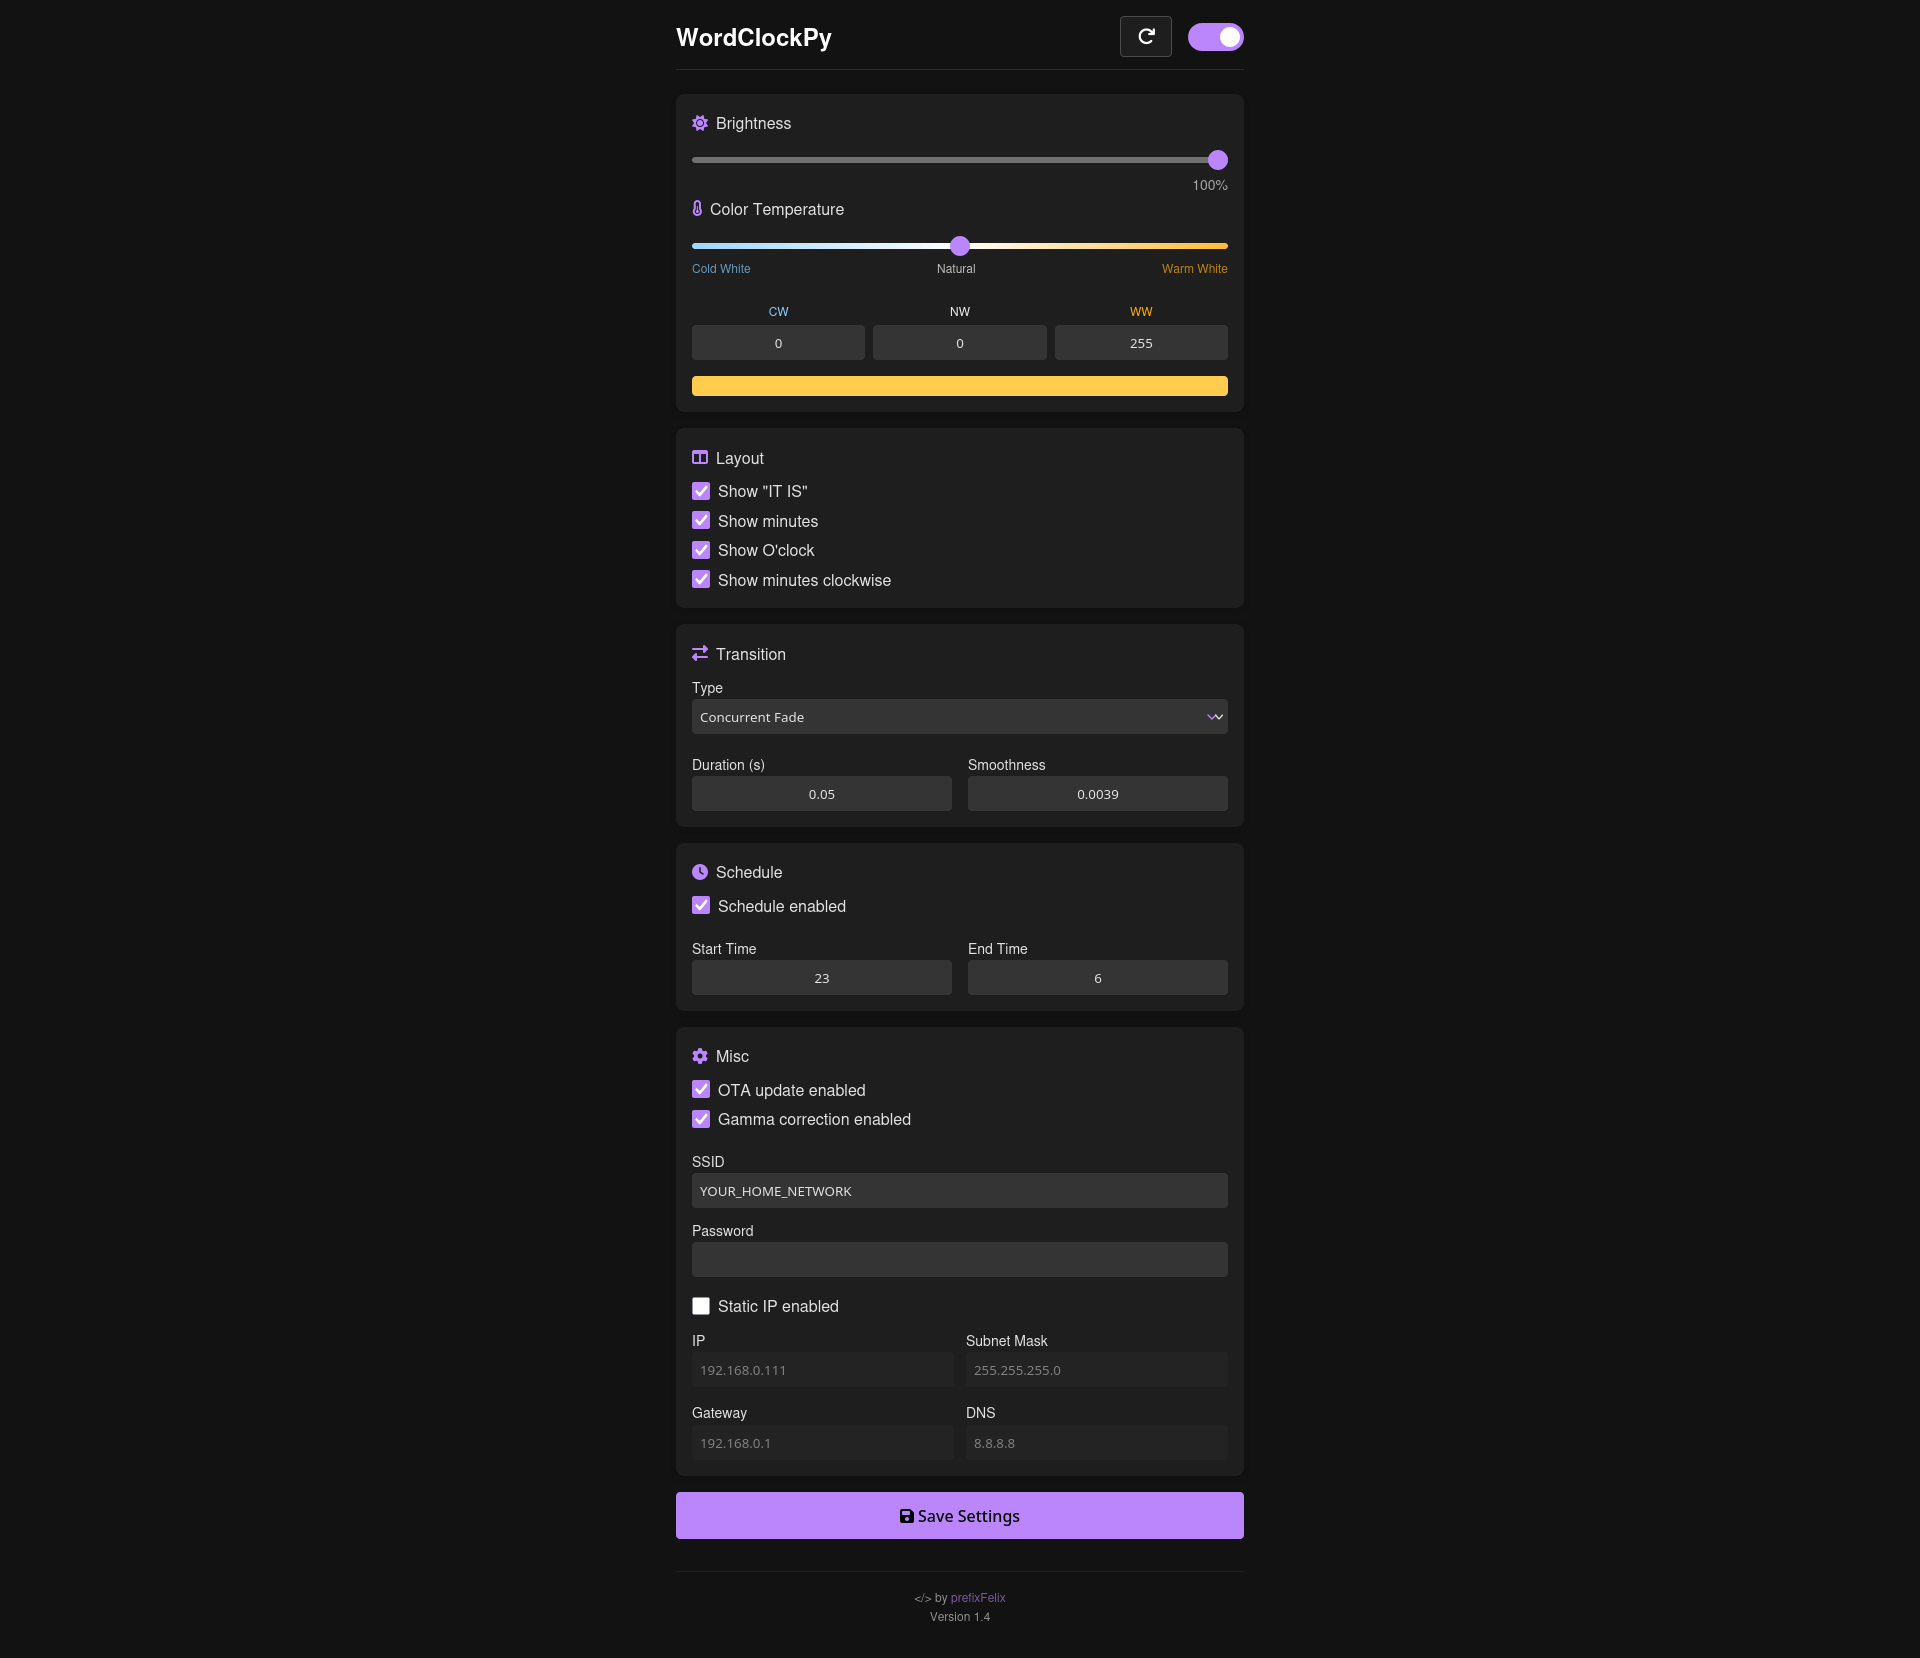 WordClockPy
Brightness
100%
Color Temperature
Cold White Natural Warm White
CW NW WW
0 0 255
Layout
Show "IT IS"
Show minutes
Show O'clock
Show minutes clockwise
Transition
Type
Concurrent Fade
Duration (s) Smoothness
0.05 0.0039
Schedule
Schedule enabled
Start Time End Time
23 6
Misc
OTA update enabled
Gamma correction enabled
SSID
YOUR_HOME_NETWORK
Password
Static IP enabled
IP Subnet Mask
192.168.0.111 255.255.255.0
Gateway DNS
192.168.0.1 8.8.8.8
Save Settings
</> by prefixFelix
Version 1.4